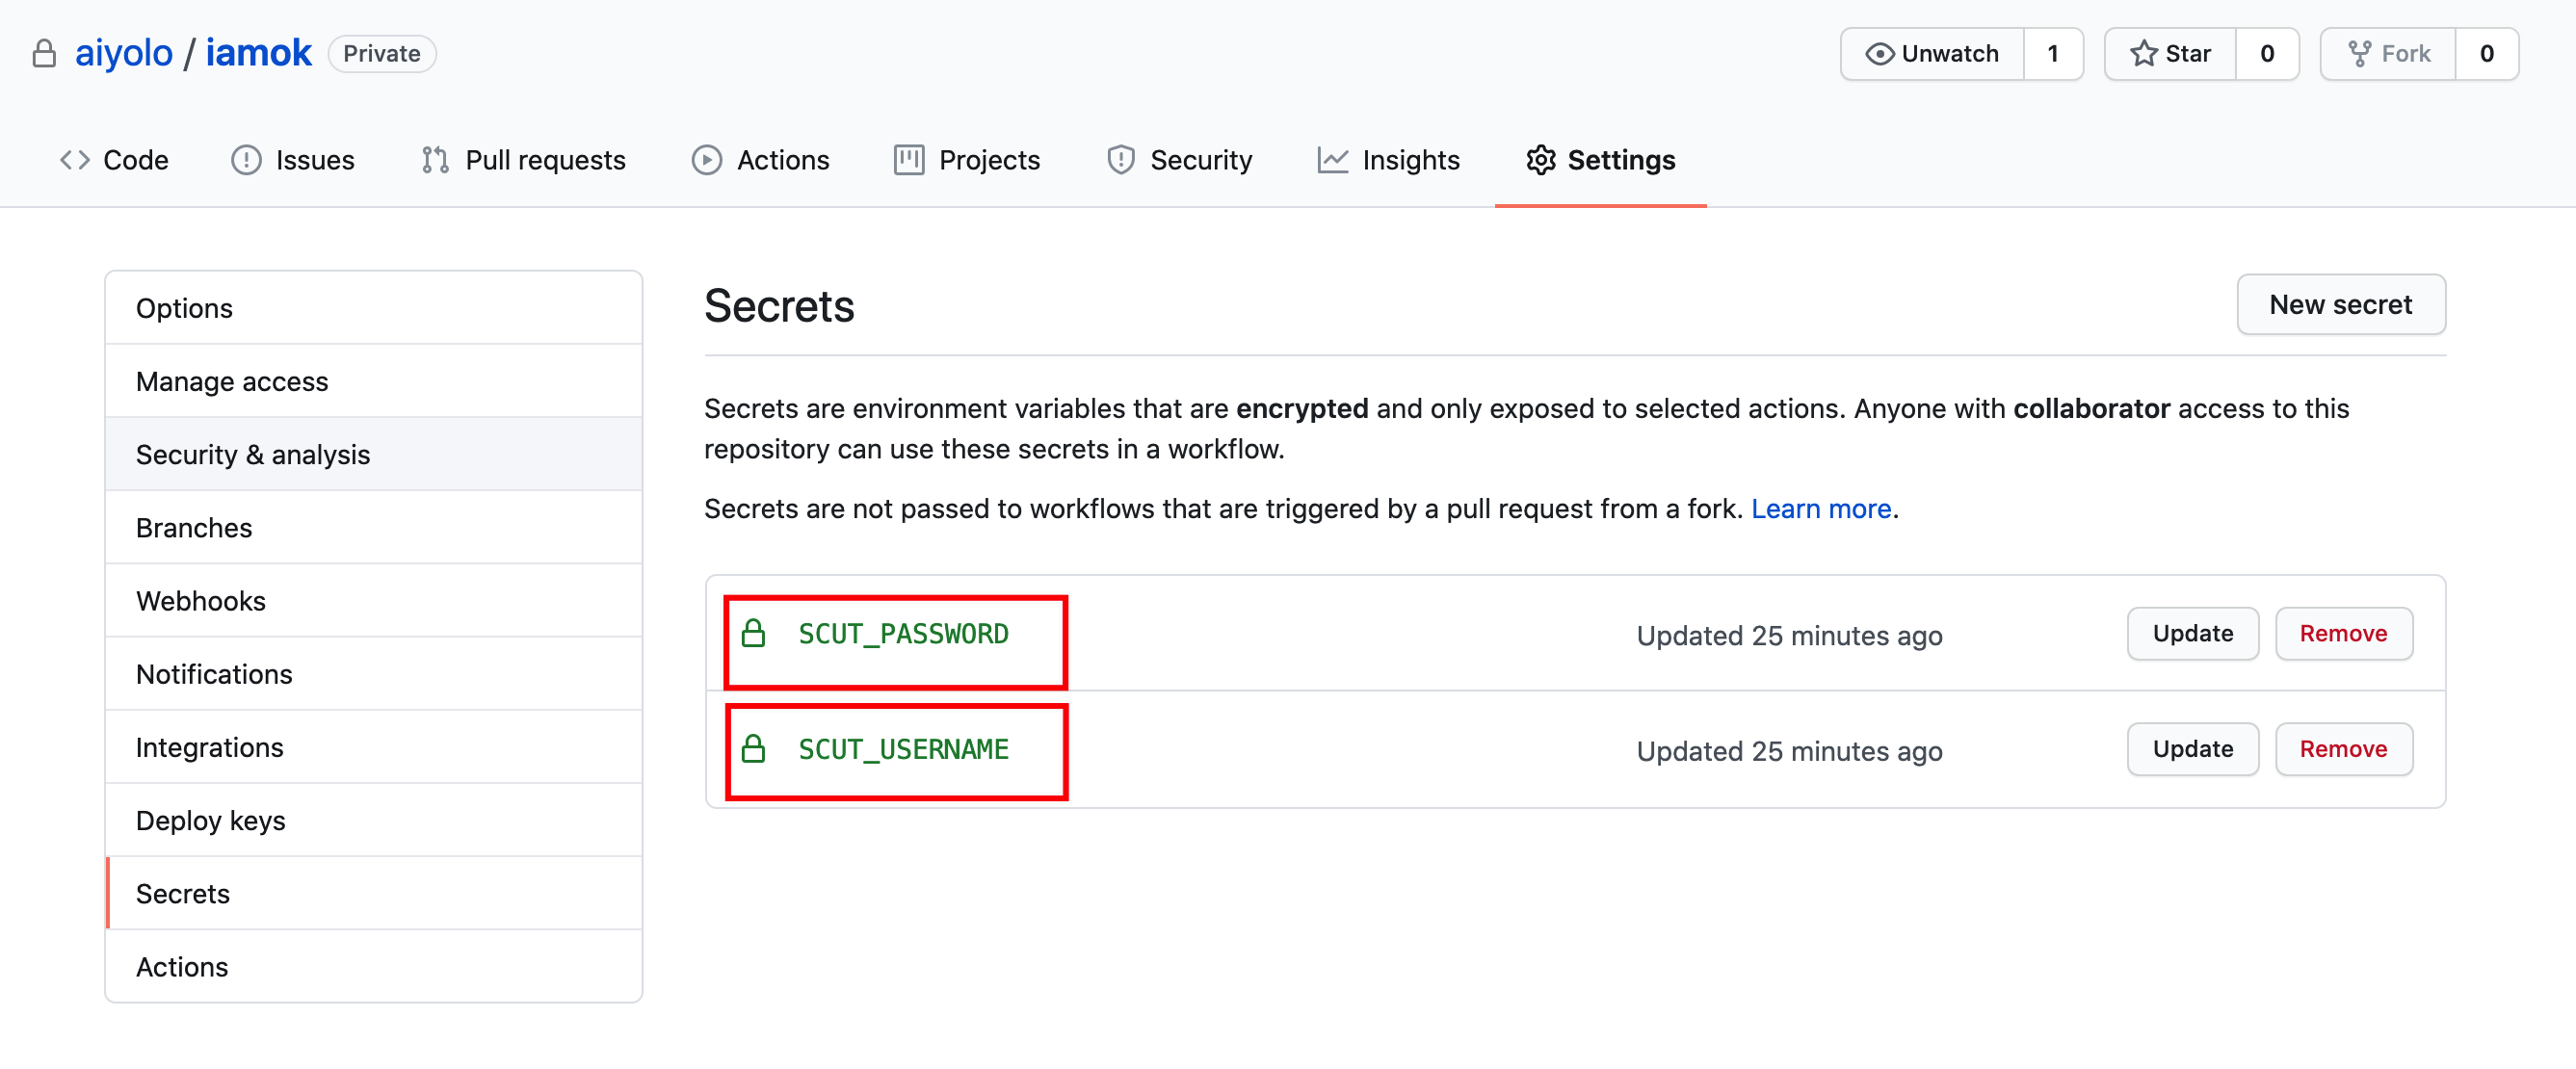 aiyolo / iamok Private
Unwatch 1 Star 0 Fork 0
Code Issues Pull requests Actions Projects Security Insights Settings
Options
Manage access
Security & analysis
Branches
Webhooks
Notifications
Integrations
Deploy keys
Secrets
Actions
Secrets
New secret
Secrets are environment variables that are encrypted and only exposed to selected actions. Anyone with collaborator access to this
repository can use these secrets in a workflow.
Secrets are not passed to workflows that are triggered by a pull request from a fork. Learn more.
SCUT_PASSWORD Updated 25 minutes ago Update Remove
SCUT_USERNAME Updated 25 minutes ago Update Remove